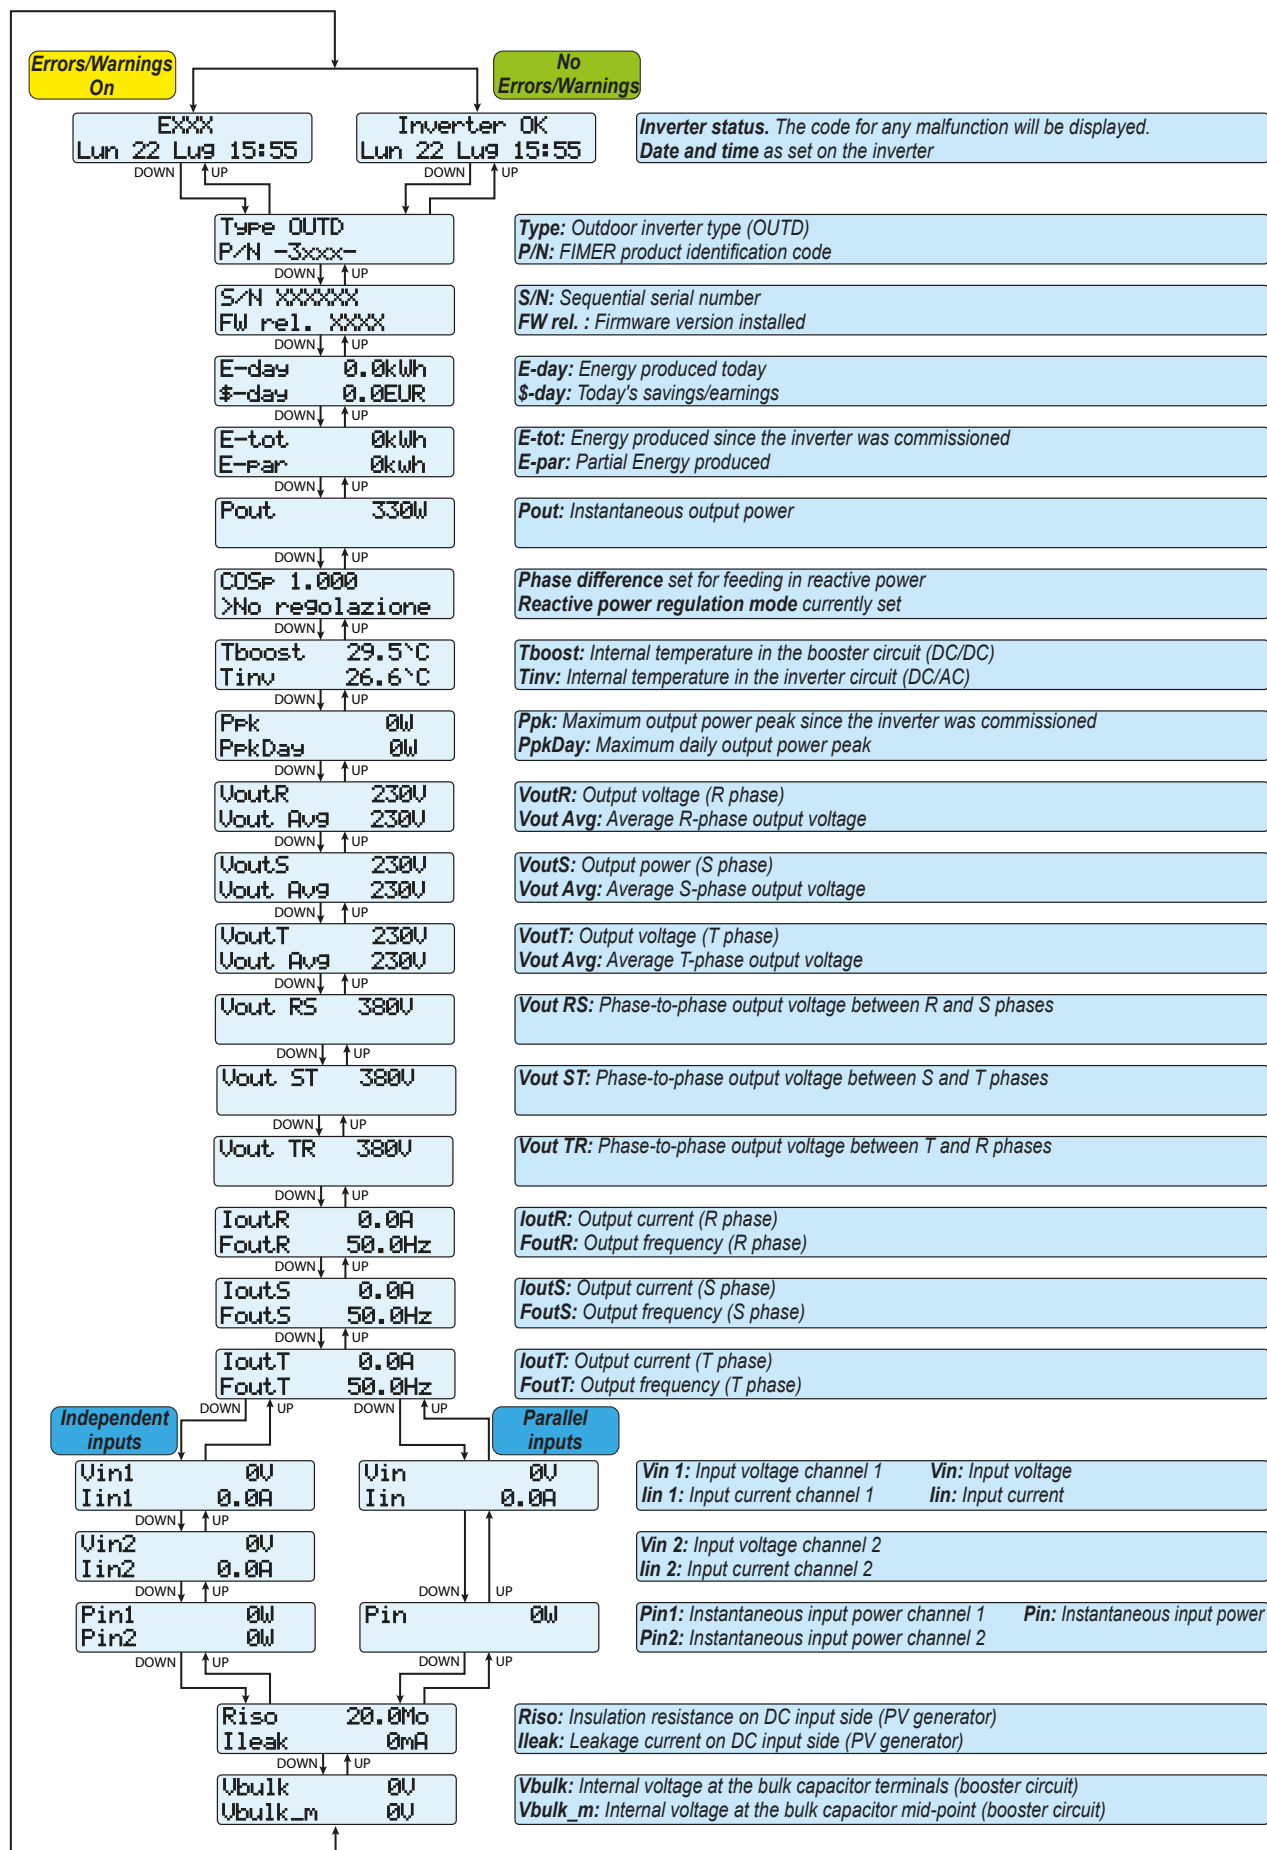 Errors/Warnings
On
No
Errors/Warnings
EXXX
Lun 22 Lug 15:55
Inverter OK
Lun 22 Lug 15:55
Inverter status. The code for any malfunction will be displayed.
Date and time as set on the inverter
DOWN UP
DOWN UP
Type OUTD
P/N -3xxx-
Type: Outdoor inverter type (OUTD)
P/N: FIMER product identification code
DOWN UP
S/N XXXXXX
FW rel. XXXX
S/N: Sequential serial number
FW rel. : Firmware version installed
DOWN UP
E-day 0.0kWh
$-day 0.0EUR
E-day: Energy produced today
$-day: Today's savings/earnings
DOWN UP
E-tot 0kWh
E-par 0kwh
E-tot: Energy produced since the inverter was commissioned
E-par: Partial Energy produced
DOWN UP
Pout 330W
Pout: Instantaneous output power
DOWN UP
COSp 1.000
>No regolazione
Phase difference set for feeding in reactive power
Reactive power regulation mode currently set
DOWN UP
Tboost 29.5`C
Tinv 26.6`C
Tboost: Internal temperature in the booster circuit (DC/DC)
Tinv: Internal temperature in the inverter circuit (DC/AC)
DOWN UP
Ppk 0W
PpkDay 0W
Ppk: Maximum output power peak since the inverter was commissioned
PpkDay: Maximum daily output power peak
DOWN UP
VoutR 230V
Vout Avg 230V
VoutR: Output voltage (R phase)
Vout Avg: Average R-phase output voltage
DOWN UP
VoutS 230V
Vout Avg 230V
VoutS: Output power (S phase)
Vout Avg: Average S-phase output voltage
DOWN UP
VoutT 230V
Vout Avg 230V
VoutT: Output voltage (T phase)
Vout Avg: Average T-phase output voltage
DOWN UP
Vout RS 380V
Vout RS: Phase-to-phase output voltage between R and S phases
DOWN UP
Vout ST 380V
Vout ST: Phase-to-phase output voltage between S and T phases
DOWN UP
Vout TR 380V
Vout TR: Phase-to-phase output voltage between T and R phases
DOWN UP
IoutR 0.0A
FoutR 50.0Hz
IoutR: Output current (R phase)
FoutR: Output frequency (R phase)
DOWN UP
IoutS 0.0A
FoutS 50.0Hz
IoutS: Output current (S phase)
FoutS: Output frequency (S phase)
DOWN UP
IoutT 0.0A
FoutT 50.0Hz
IoutT: Output current (T phase)
FoutT: Output frequency (T phase)
DOWN UP
DOWN UP
Independent
inputs
Parallel
inputs
Vin1 0V
Iin1 0.0A
Vin 0V
Iin 0.0A
Vin 1: Input voltage channel 1 Vin: Input voltage
Iin 1: Input current channel 1 Iin: Input current
DOWN UP
Vin2 0V
Iin2 0.0A
Vin 2: Input voltage channel 2
Iin 2: Input current channel 2
DOWN UP
DOWN UP
Pin1 0W
Pin2 0W
Pin 0W
Pin1: Instantaneous input power channel 1 Pin: Instantaneous input power
Pin2: Instantaneous input power channel 2
DOWN UP
DOWN UP
Riso 20.0Mo
Ileak 0mA
Riso: Insulation resistance on DC input side (PV generator)
Ileak: Leakage current on DC input side (PV generator)
DOWN UP
Vbulk 0V
Vbulk_m 0V
Vbulk: Internal voltage at the bulk capacitor terminals (booster circuit)
Vbulk_m: Internal voltage at the bulk capacitor mid-point (booster circuit)